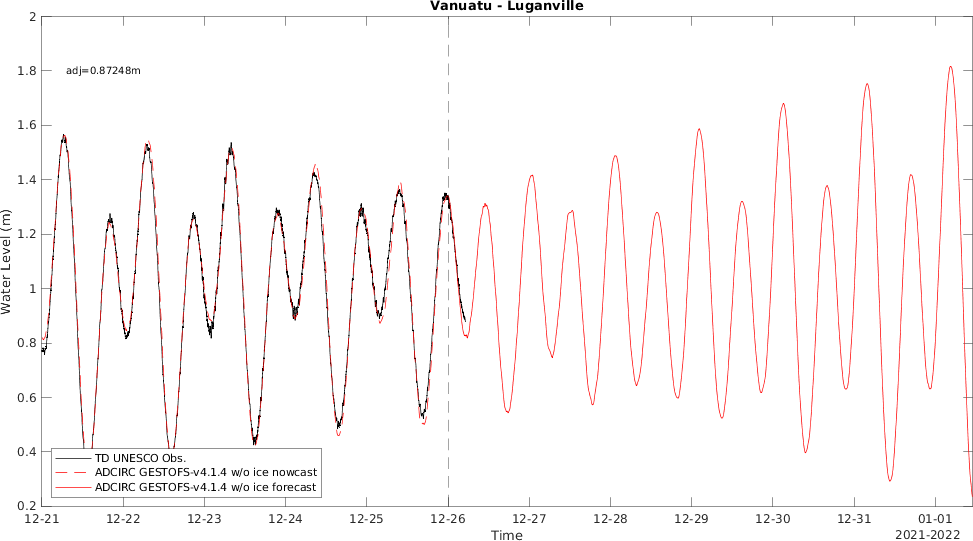 Vanuatu - Luganville
2
1.8
adj=0.87248m
1.6
1.4
1.2
1
0.8
0.6
0.4
0.2
Water Level (m)
TD UNESCO Obs.
ADCIRC GESTOFS-v4.1.4 w/o ice nowcast
ADCIRC GESTOFS-v4.1.4 w/o ice forecast
12-21 12-22 12-23 12-24 12-25 12-26 12-27 12-28 12-29 12-30 12-31 01-01
Time
2021-2022